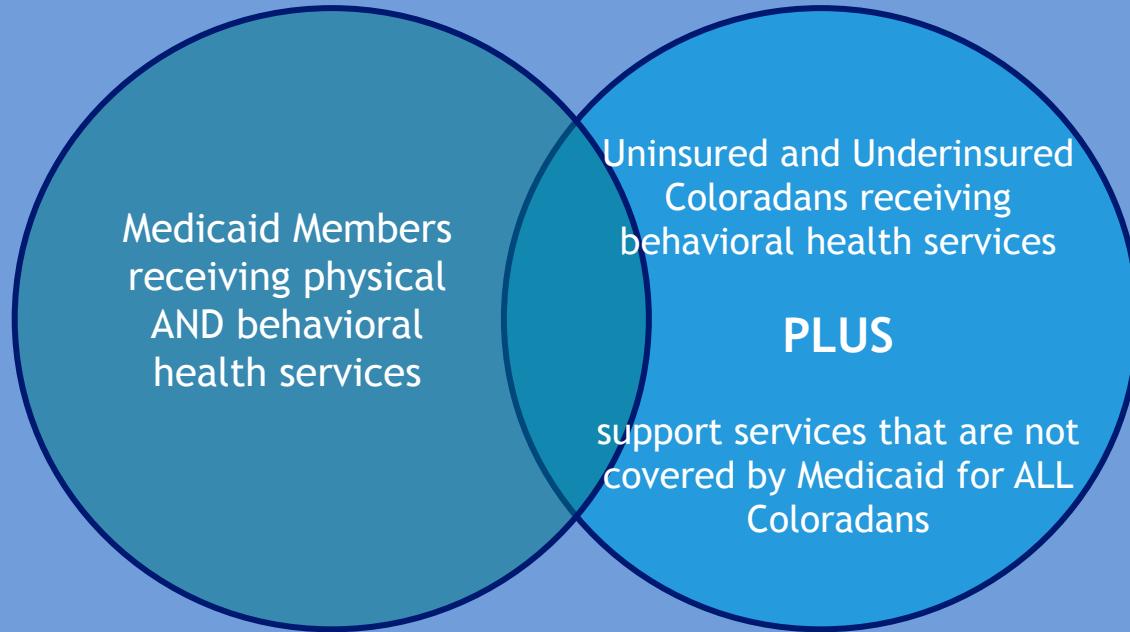 Medicaid Members
receiving physical
AND behavioral
health services
Uninsured and Underinsured
Coloradans receiving
behavioral health services
PLUS
support services that are not
covered by Medicaid for ALL
Coloradans